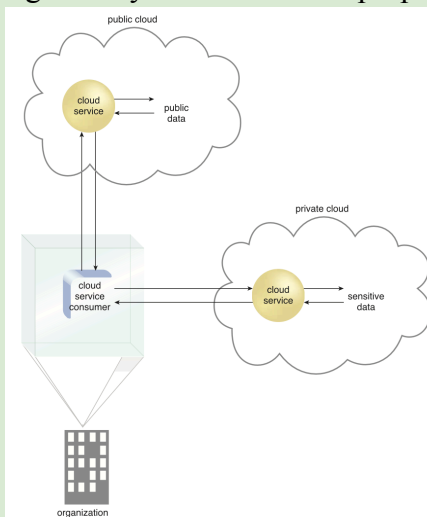 public cloud
cloud
service
public
data
private cloud
cloud
service
consumer
cloud
service
sensitive
data
organization